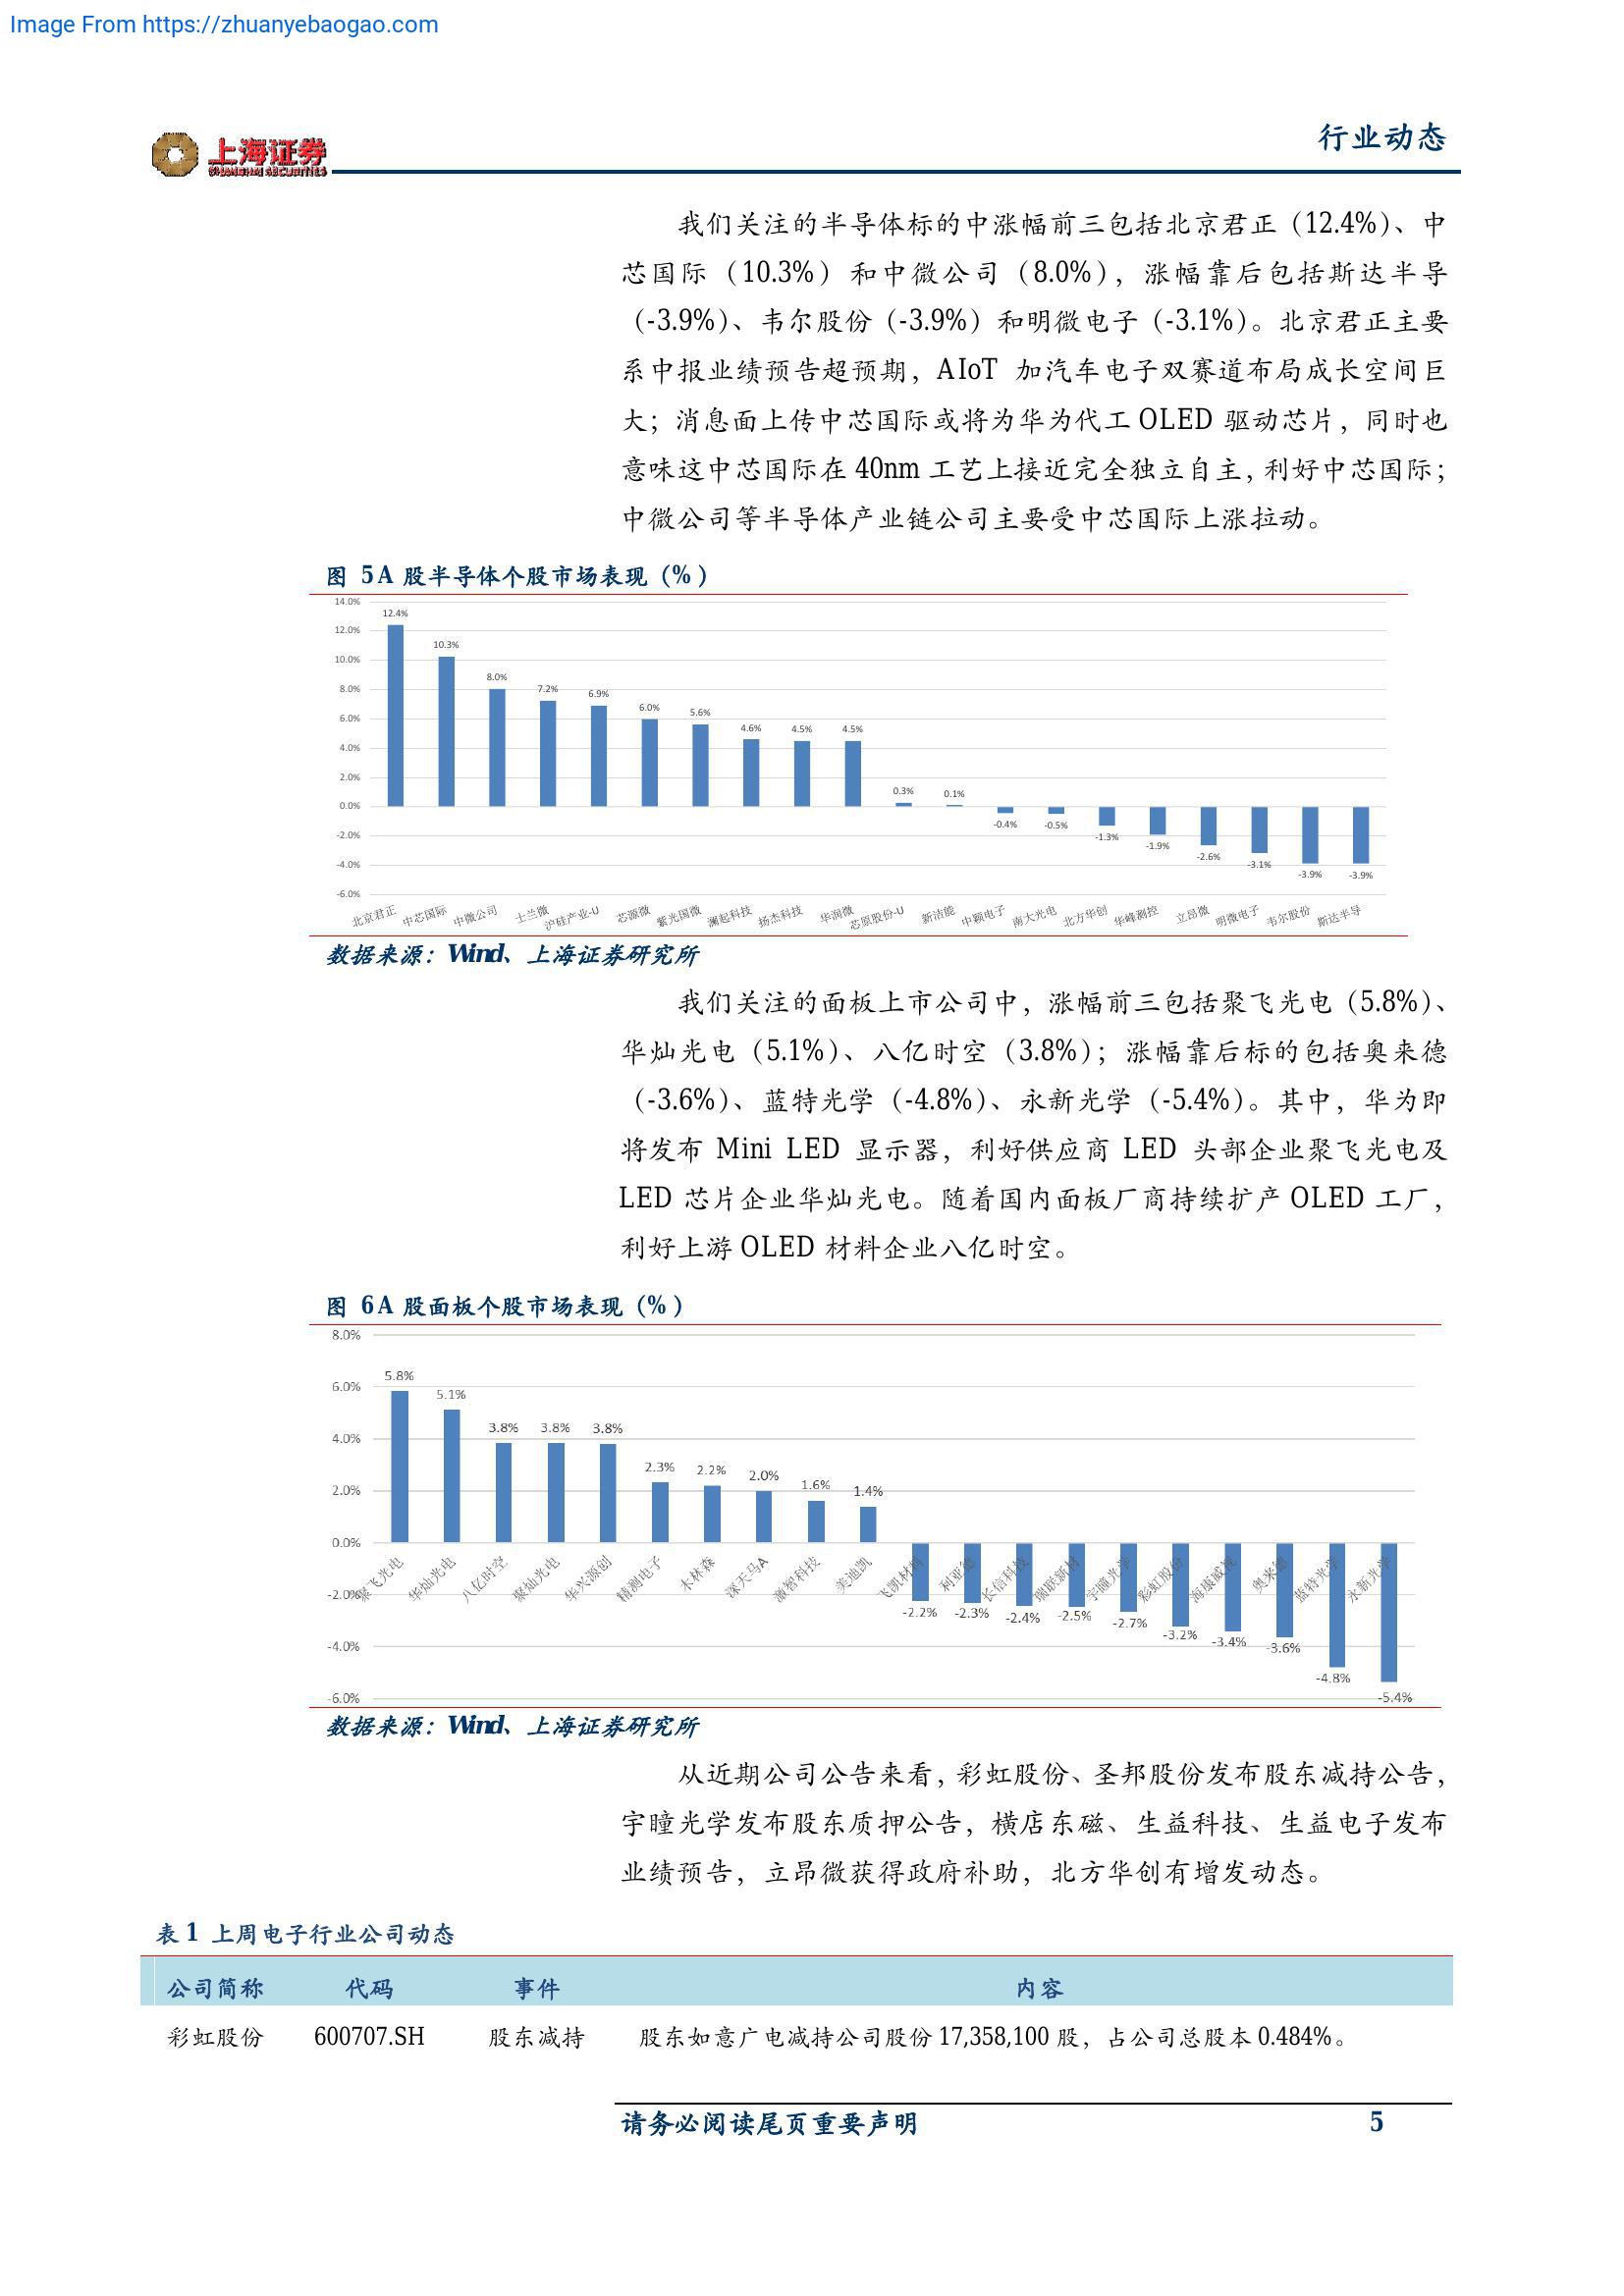 Image From https://zhuanyebaogao.com
行业动态
上海证券
SHANGHAI SECURITIES
我们关注的半导体标的中涨幅前三包括北京君正（12.4%）、中
芯国际（10.3%）和中微公司（8.0%），涨幅靠后包括斯达半导
（-3.9%）、韦尔股份（-3.9%）和明微电子（-3.1%）。北京君正主要
系中报业绩预告超预期，AIoT 加汽车电子双赛道布局成长空间巨
大；消息面上传中芯国际或将为华为代工 OLED 驱动芯片，同时也
意味这中芯国际在 40nm 工艺上接近完全独立自主，利好中芯国际；
中微公司等半导体产业链公司主要受中芯国际上涨拉动。
图 5A 股半导体个股市场表现（%）
14.0%
12.0%
10.0%
8.0%
6.0%
4.0%
2.0%
0.0%
-2.0%
-4.0%
-6.0%
12.4% 10.3% 8.0% 7.2% 6.9% 6.0% 5.6% 4.6% 4.5% 4.5% 0.3% 0.1% -0.4% -0.5% -1.3% -1.9% -2.6% -3.1% -3.9% -3.9%
北京君正 中芯国际 中微公司 士兰微 沪硅产业-U 芯源微 紫光国微 澜起科技 扬杰科技 华润微 芯原股份-U 新洁能 中颖电子 南大光电 北方华创 华峰测控 立昂微 明微电子 韦尔股份 斯达半导
数据来源：Wind、上海证券研究所
我们关注的面板上市公司中，涨幅前三包括聚飞光电（5.8%）、
华灿光电（5.1%）、八亿时空（3.8%）；涨幅靠后标的包括奥来德
（-3.6%）、蓝特光学（-4.8%）、永新光学（-5.4%）。其中，华为即
将发布 Mini LED 显示器，利好供应商 LED 头部企业聚飞光电及
LED 芯片企业华灿光电。随着国内面板厂商持续扩产 OLED 工厂，
利好上游 OLED 材料企业八亿时空。
图 6A 股面板个股市场表现（%）
8.0%
6.0%
4.0%
2.0%
0.0%
-2.0%
-4.0%
-6.0%
5.8% 5.1% 3.8% 3.8% 3.8% 2.3% 2.2% 2.0% 1.6% 1.4% -2.2% -2.3% -2.4% -2.5% -2.7% -3.2% -3.4% -3.6% -4.8% -5.4%
聚飞光电 华灿光电 八亿时空 聚灿光电 华兴源创 精测电子 木林森 深天马A 激智科技 美迪凯 飞凯材料 利亚德 长信科技 瑞联新材 宇瞳光学 彩虹股份 海康威视 奥来德 蓝特光学 永新光学
数据来源：Wind、上海证券研究所
从近期公司公告来看，彩虹股份、圣邦股份发布股东减持公告，
宇瞳光学发布股东质押公告，横店东磁、生益科技、生益电子发布
业绩预告，立昂微获得政府补助，北方华创有增发动态。
表 1 上周电子行业公司动态
公司简称 代码 事件 内容
彩虹股份 600707.SH 股东减持 股东如意广电减持公司股份 17,358,100 股，占公司总股本 0.484%。
请务必阅读尾页重要声明 5